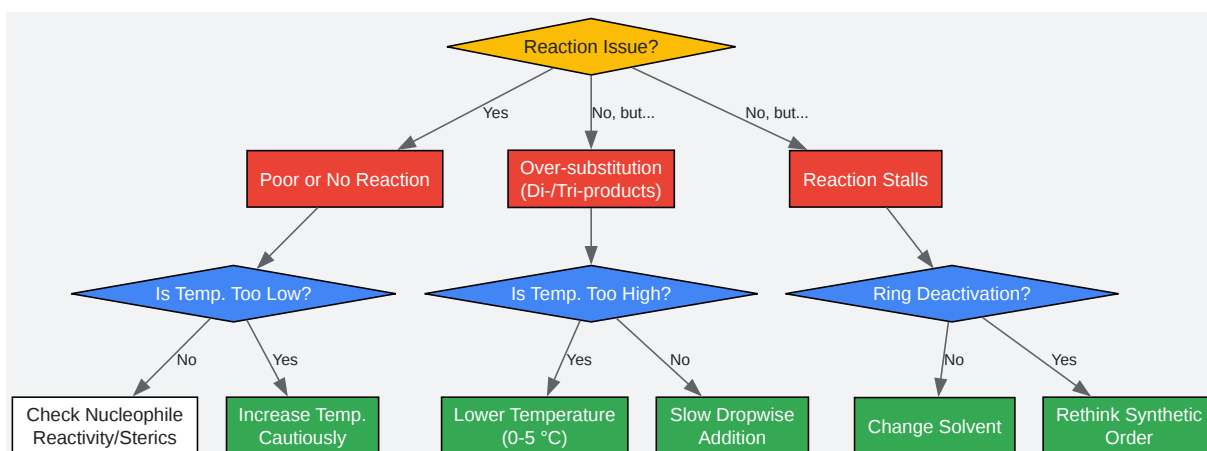 Reaction Issue?
Yes
No, but...
No, but...
Poor or No Reaction
Over-substitution
(Di-/Tri-products)
Reaction Stalls
Is Temp. Too Low?
Is Temp. Too High?
Ring Deactivation?
No
Yes
Yes
No
No
Yes
Check Nucleophile
Reactivity/Sterics
Increase Temp.
Cautiously
Lower Temperature
(0-5 °C)
Slow Dropwise
Addition
Change Solvent
Rethink Synthetic
Order